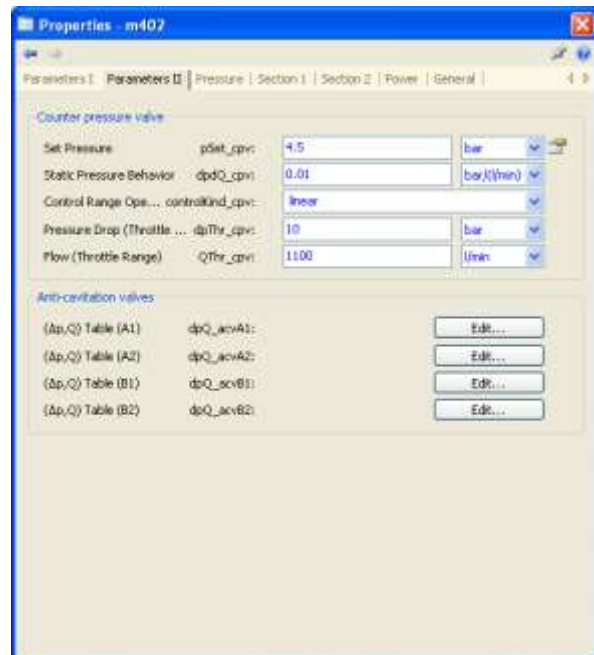 Properties - m402
Parameters I Parameters II Pressure Section 1 Section 2 Power General
Counter pressure valve
Set Pressure pSet_cpv: 4.5 bar
Static Pressure Behavior dpdQ_cpv: 0.01 bar/(l/min)
Control Range Ope... controlKind_cpv: linear
Pressure Drop (Throttle ... dpThr_cpv: 10 bar
Flow (Throttle Range) QThr_cpv: 1100 l/min
Anti-cavitation valves
(Δp,Q) Table (A1) dpQ_acvA1: Edit...
(Δp,Q) Table (A2) dpQ_acvA2: Edit...
(Δp,Q) Table (B1) dpQ_acvB1: Edit...
(Δp,Q) Table (B2) dpQ_acvB2: Edit...